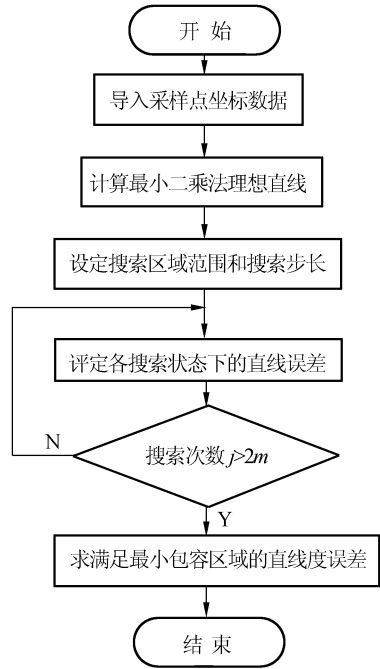 开 始
导入采样点坐标数据
计算最小二乘法理想直线
设定搜索区域范围和搜索步长
评定各搜索状态下的直线误差
搜索次数 j>2m
N
Y
求满足最小包容区域的直线度误差
结 束